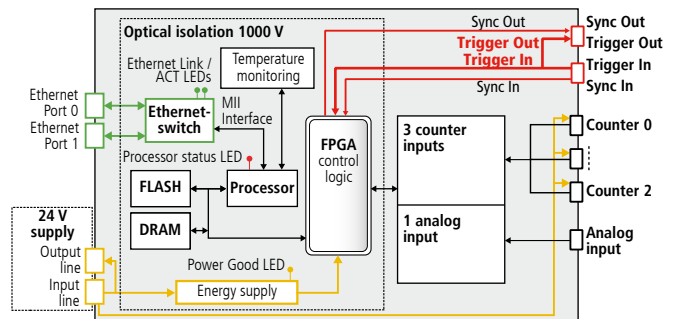 Optical isolation 1000 V
Sync Out
Sync Out
Trigger Out
Trigger Out
Trigger In
Trigger In
Sync In
Sync In
Ethernet Link /
ACT LEDs
Temperature
monitoring
Ethernet
Port 0
Ethernet
Port 1
Ethernet-
switch
MII
Interface
Processor status LED
FLASH
Processor
DRAM
FPGA
control
logic
3 counter
inputs
1 analog
input
Counter 0
Counter 2
Analog
input
24 V
supply
Output
line
Input
line
Power Good LED
Energy supply